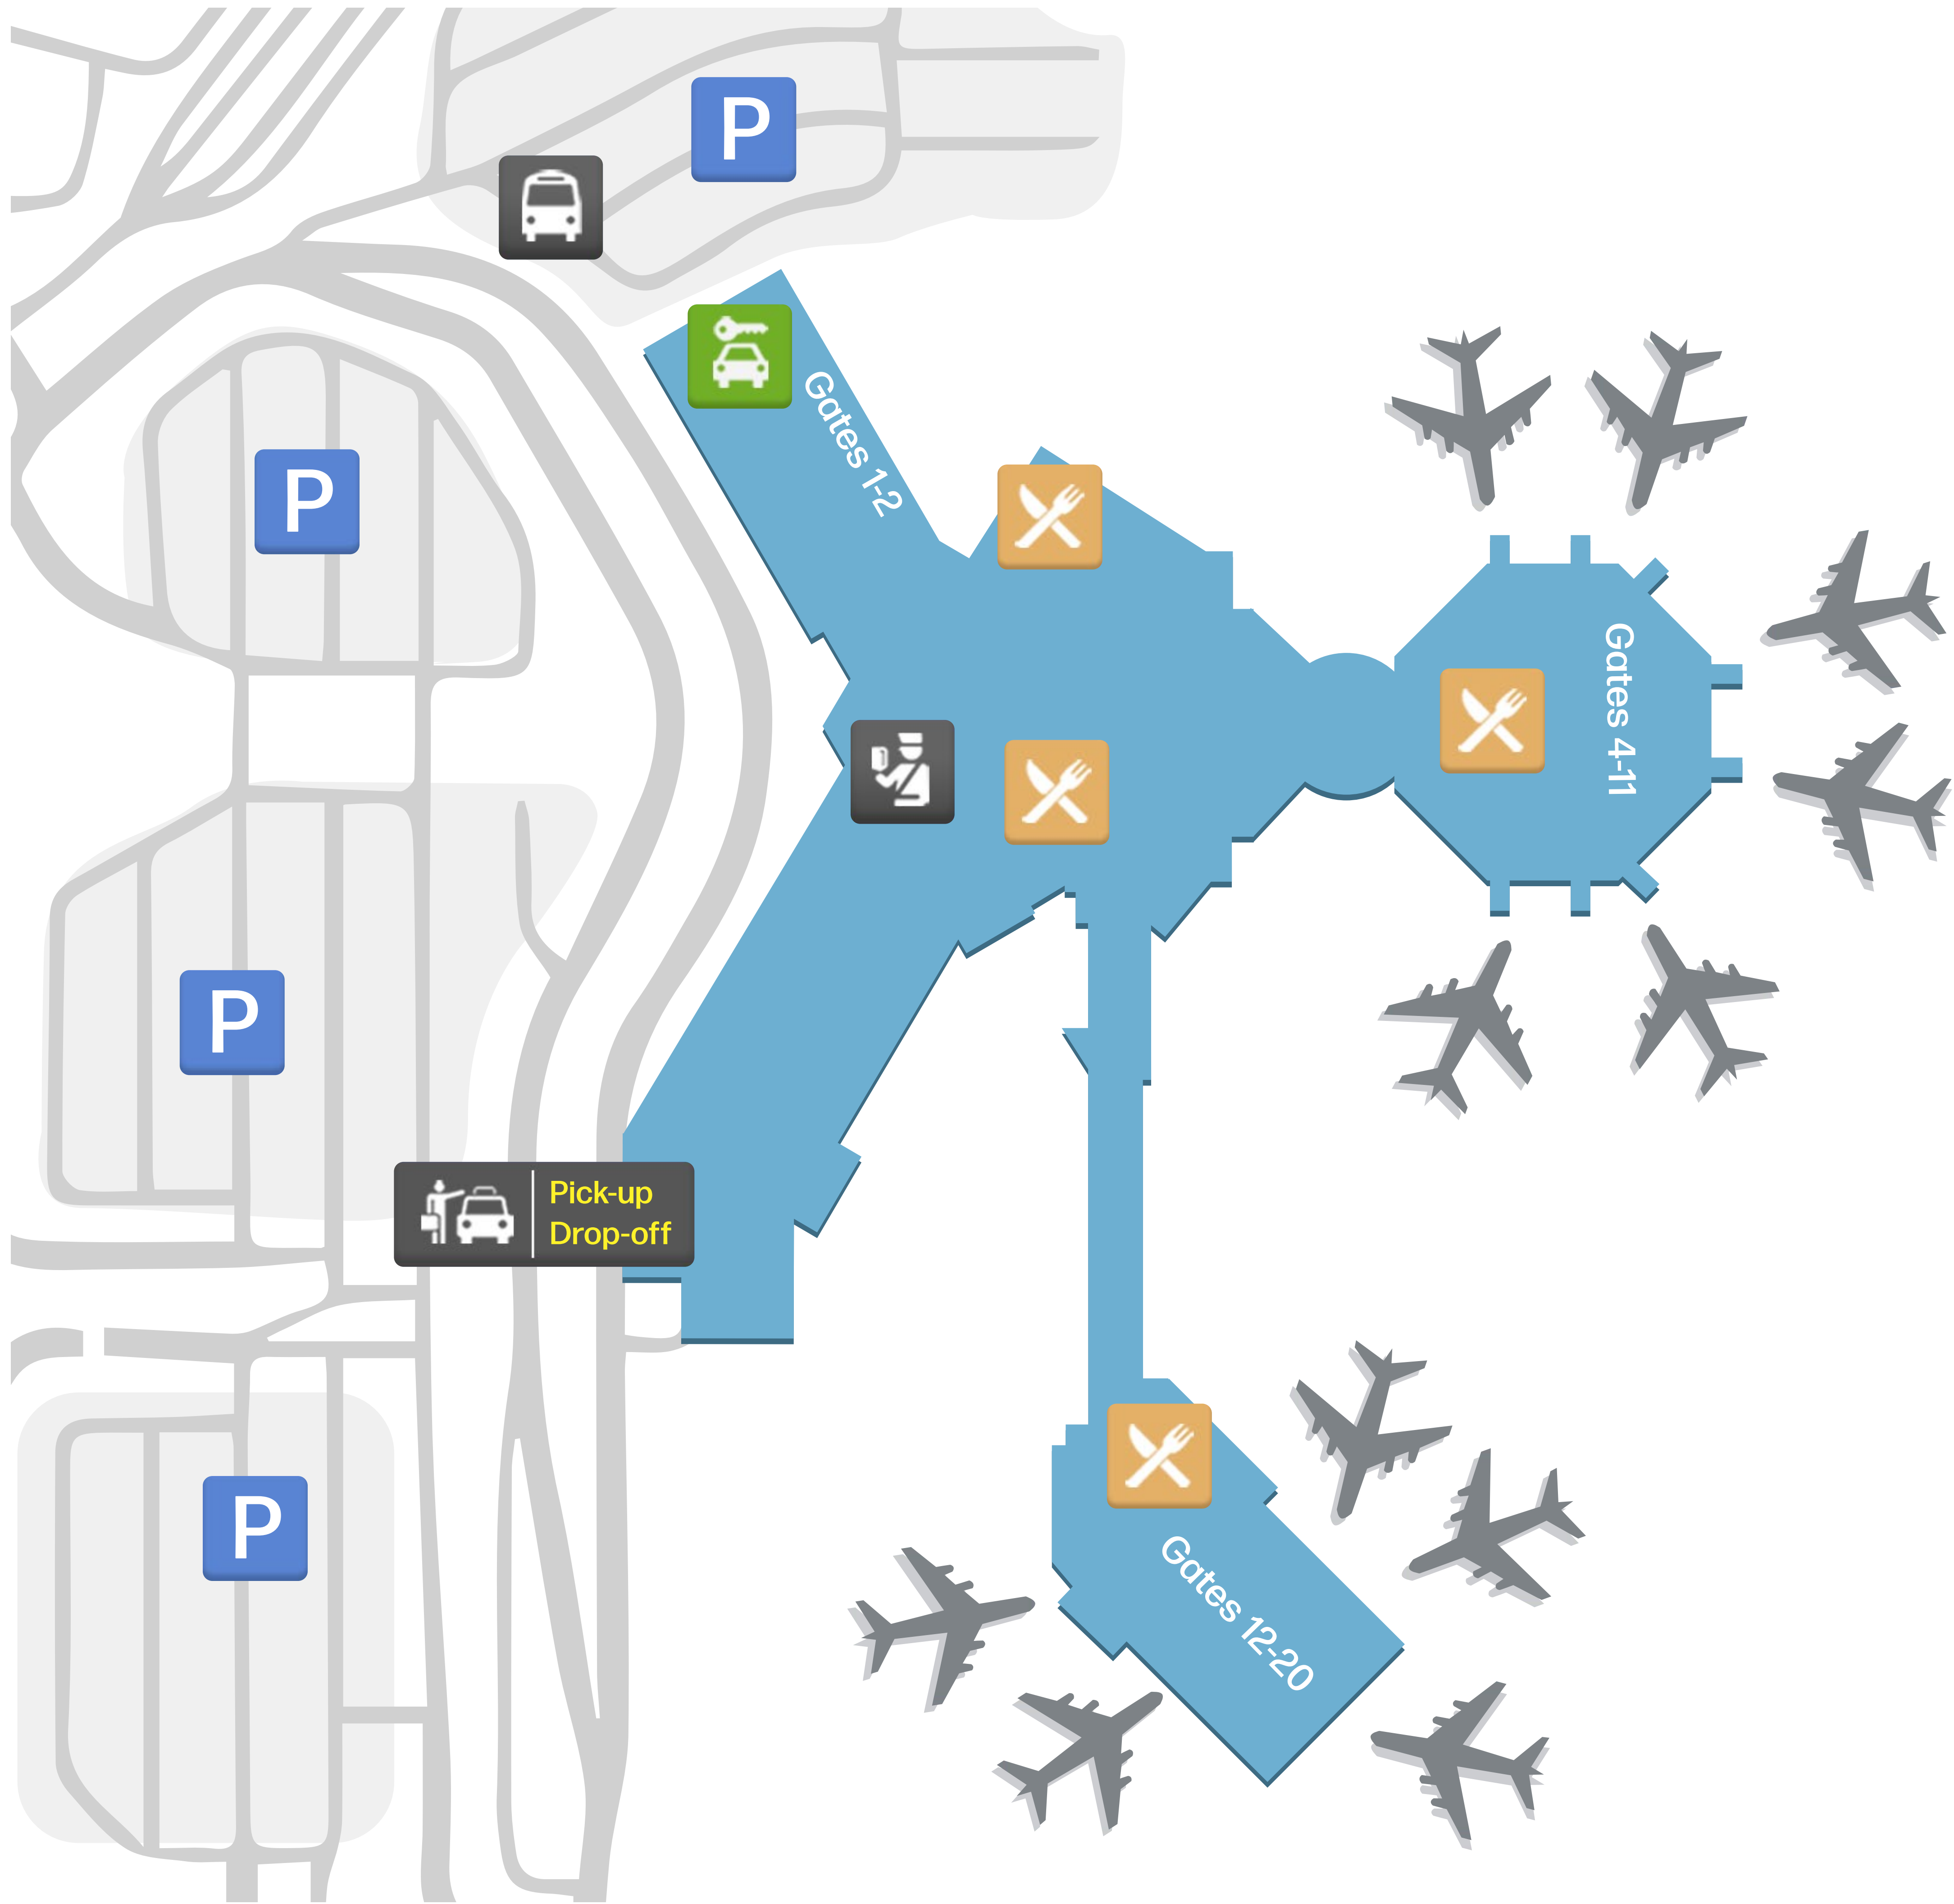 P
Gates 1-2
P
Gates 4-11
P
Pick-up
Drop-off
P
Gates 12-20